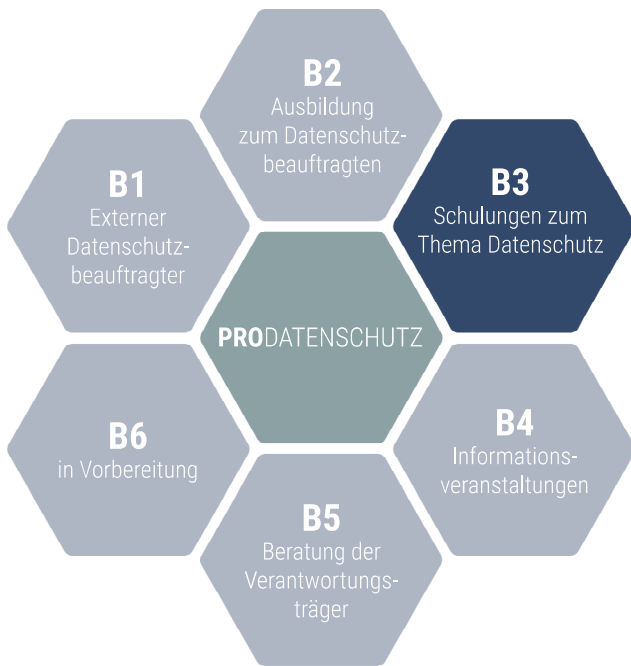 B2
Ausbildung
zum Datenschutz-
beauftragten
B1
Externer
Datenschutz-
beauftragter
B3
Schulungen zum
Thema Datenschutz
PRODATENSCHUTZ
B6
in Vorbereitung
B4
Informations-
veranstaltungen
B5
Beratung der
Verantwortungs-
träger